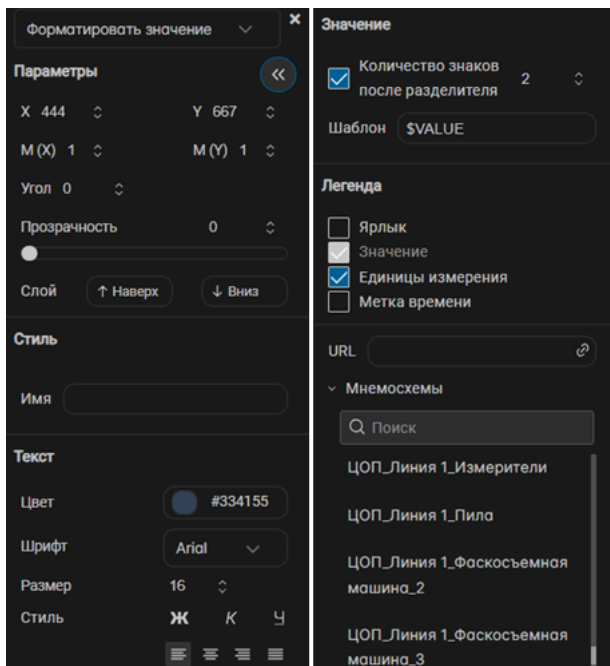 Форматировать значение
Параметры
X 444 Y 667
M (X) 1 M (Y) 1
Угол 0
Прозрачность 0
Слой ↑ Наверх ↓ Вниз
Стиль
Имя
Текст
Цвет #334155
Шрифт Arial
Размер 16
Стиль Ж К Ч
Значение
Количество знаков
после разделителя 2
Шаблон $VALUE
Легенда
Ярлык
Значение
Единицы измерения
Метка времени
URL
Мнемосхемы
Поиск
ЦОП_Линия 1_Измерители
ЦОП_Линия 1_Пила
ЦОП_Линия 1_Фаскосъемная
машина_2
ЦОП_Линия 1_Фаскосъемная
машина_3